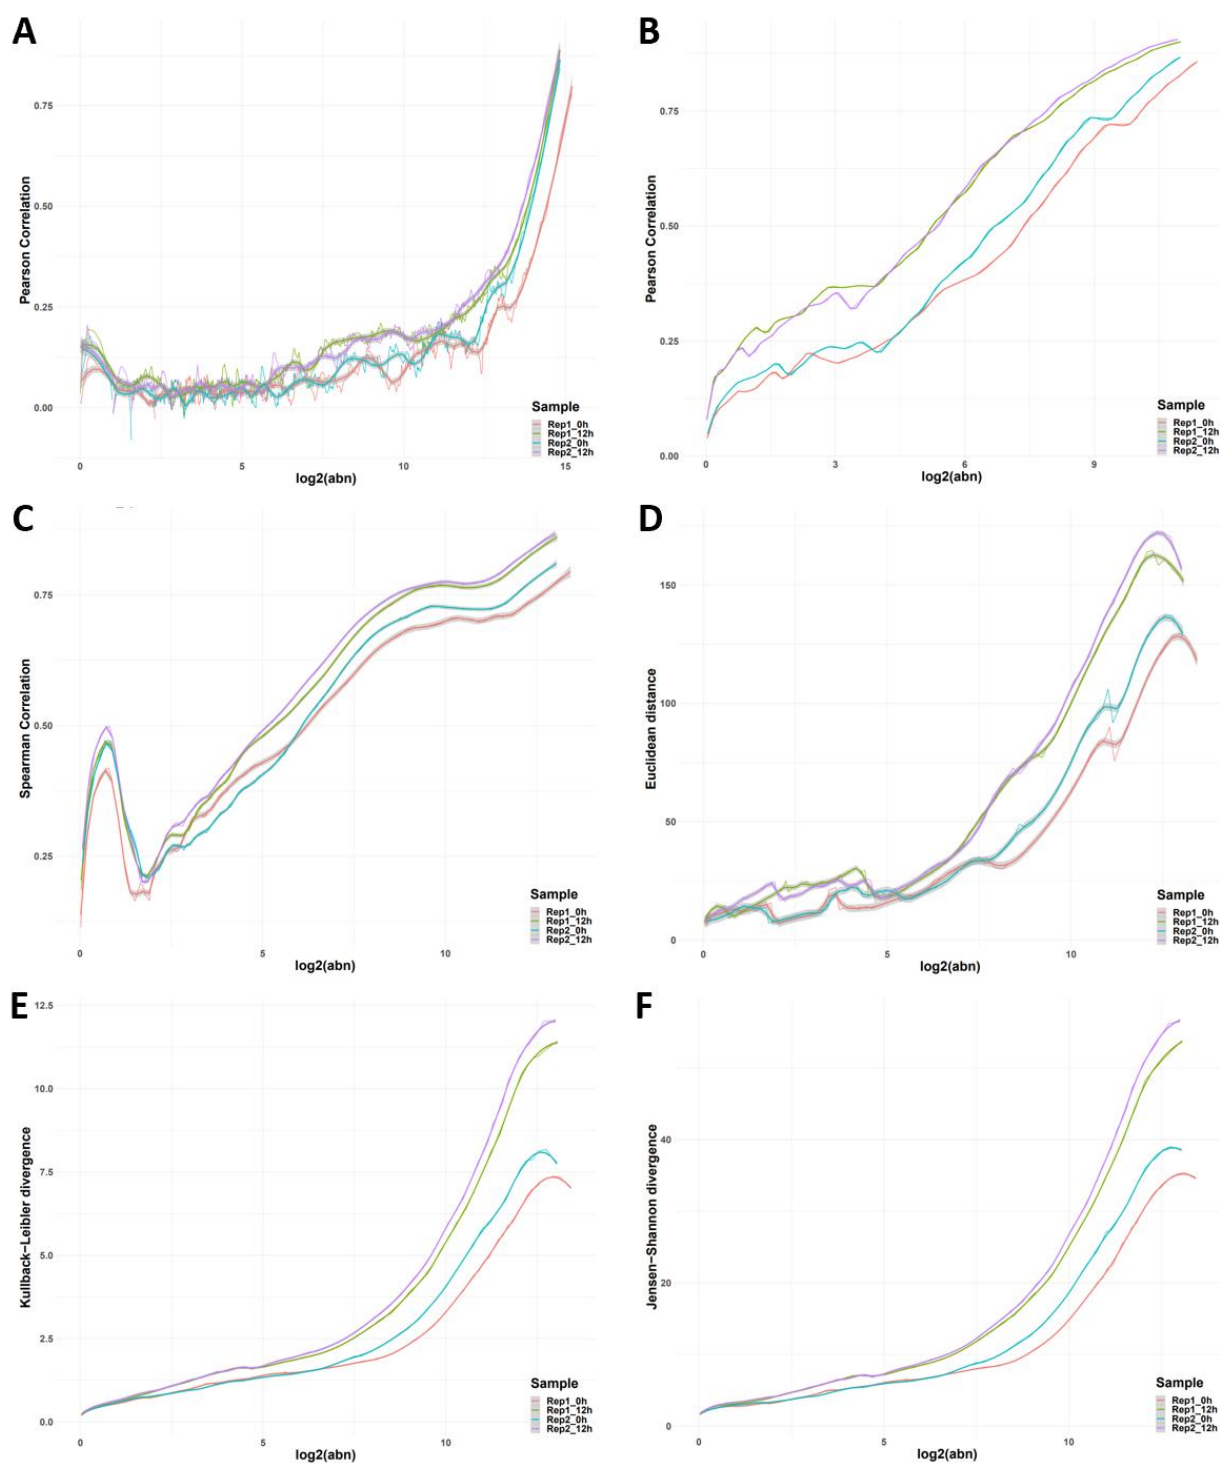 A
Pearson Correlation
0.75
0.50
0.25
0.00
0 5 10 15
log2(abn)
Sample
Rep1_0h
Rep1_12h
Rep2_0h
Rep2_12h
B
Pearson Correlation
0.75
0.50
0.25
0.00
0 3 6 9
log2(abn)
Sample
Rep1_0h
Rep1_12h
Rep2_0h
Rep2_12h
C
Spearman Correlation
0.75
0.50
0.25
0 5 10
log2(abn)
Sample
Rep1_0h
Rep1_12h
Rep2_0h
Rep2_12h
D
Euclidean distance
150
100
50
0
0 5 10
log2(abn)
Sample
Rep1_0h
Rep1_12h
Rep2_0h
Rep2_12h
E
Kullback–Leibler divergence
12.5
10.0
7.5
5.0
2.5
0.0
0 5 10
log2(abn)
Sample
Rep1_0h
Rep1_12h
Rep2_0h
Rep2_12h
F
Jensen–Shannon divergence
40
20
0
0 5 10
log2(abn)
Sample
Rep1_0h
Rep1_12h
Rep2_0h
Rep2_12h